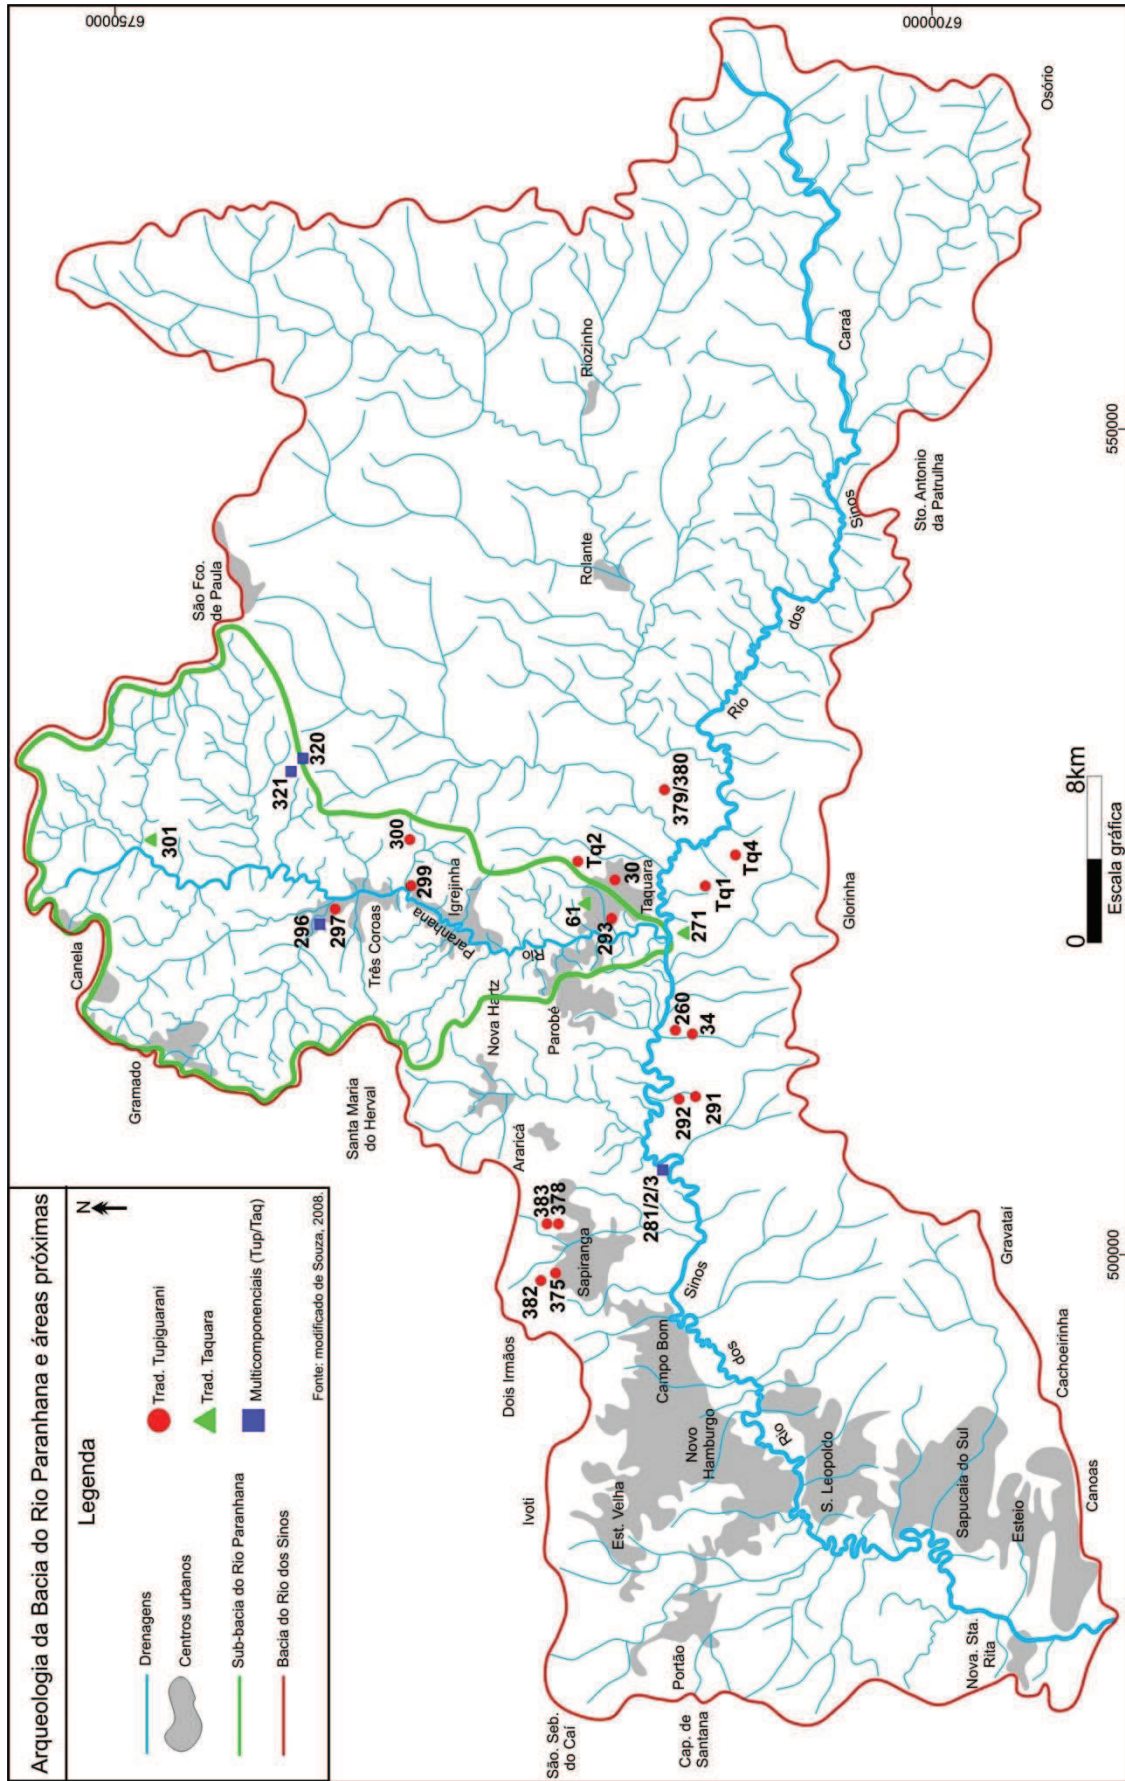 Arqueologia da Bacia do Rio Paranhana e áreas próximas
Legenda
N
Drenagens
Centros urbanos
Sub-bacia do Rio Paranhana
Bacia do Rio dos Sinos
Trad. Tupiguarani
Trad. Taquara
Multicomponenciais (Tup/Taq)
Fonte: modificado de Souza, 2008.
6750000
6700000
Gramado
Canela
São Fco.
de Paula
301
321
320
296
297
Três Coroas
300
299
Igrejinha
Santa Maria
do Herval
Rio
Paranhana
Nova Hartz
Parobé
Araricá
Tq2
61
30
293
Taquara
271
Tq1
Tq4
379/380
260
34
292
291
281/2/3
383
378
382
375
Sapiranga
Dois Irmãos
Ivoti
Campo Bom
Novo
Hamburgo
Est. Velha
Portão
São. Seb.
do Caí
Cap. de
Santana
S. Leopoldo
Sapucaia do Sul
Esteio
Nova. Sta.
Rita
Canoas
Cachoeirinha
Gravataí
Glorinha
Sto. Antonio
da Patrulha
Osório
Caraá
Riozinho
Rolante
Rio
dos
Sinos
Rio
dos
Sinos
500000
550000
0
8km
Escala gráfica